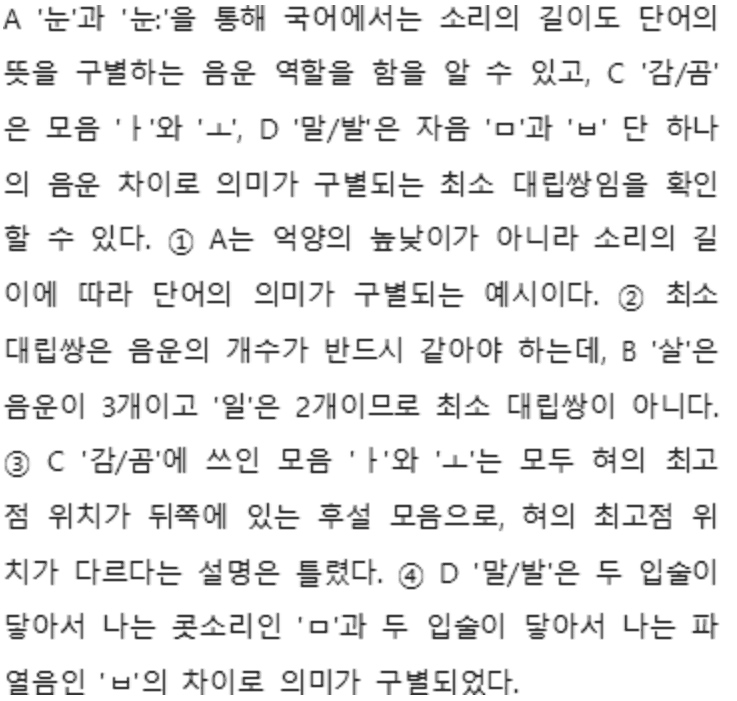 A '눈'과 '눈:'을 통해 국어에서는 소리의 길이도 단어의
뜻을 구별하는 음운 역할을 함을 알 수 있고, C '감/곰'
은 모음 'ㅏ'와 'ㅗ', D '말/발'은 자음 'ㅁ'과 'ㅂ' 단 하나
의 음운 차이로 의미가 구별되는 최소 대립쌍임을 확인
할 수 있다. ① A는 억양의 높낮이가 아니라 소리의 길
이에 따라 단어의 의미가 구별되는 예시이다. ② 최소
대립쌍은 음운의 개수가 반드시 같아야 하는데, B '살'은
음운이 3개이고 '일'은 2개이므로 최소 대립쌍이 아니다.
③ C '감/곰'에 쓰인 모음 'ㅏ'와 'ㅗ'는 모두 혀의 최고
점 위치가 뒤쪽에 있는 후설 모음으로, 혀의 최고점 위
치가 다르다는 설명은 틀렸다. ④ D '말/발'은 두 입술이
닿아서 나는 콧소리인 'ㅁ'과 두 입술이 닿아서 나는 파
열음인 'ㅂ'의 차이로 의미가 구별되었다.